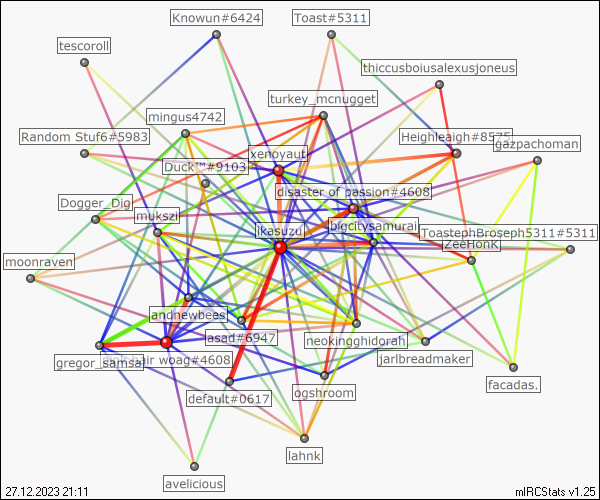 Knowun#6424
Toast#5311
tescoroll
thiccusboiusalexusjoneus
turkey_mcnugget
mingus4742
Random Stuf6#5983
Heighleaigh#8575
gazpachoman
xenoyaut
Duck™#9103
disaster of passion#4608
Dogger_Dig
mukszi
bigcitysamurai
likasuzu
ToastephBroseph5311#5311
ZeeHonk
moonraven
andnewbees
asad#6947
neokingghidorah
gregor_samsa
woag#4608
jarlbreadmaker
default#0617
ogshroom
facadas.
lahnk
avelicious
27.12.2023 21:11
mIRCStats v1.25